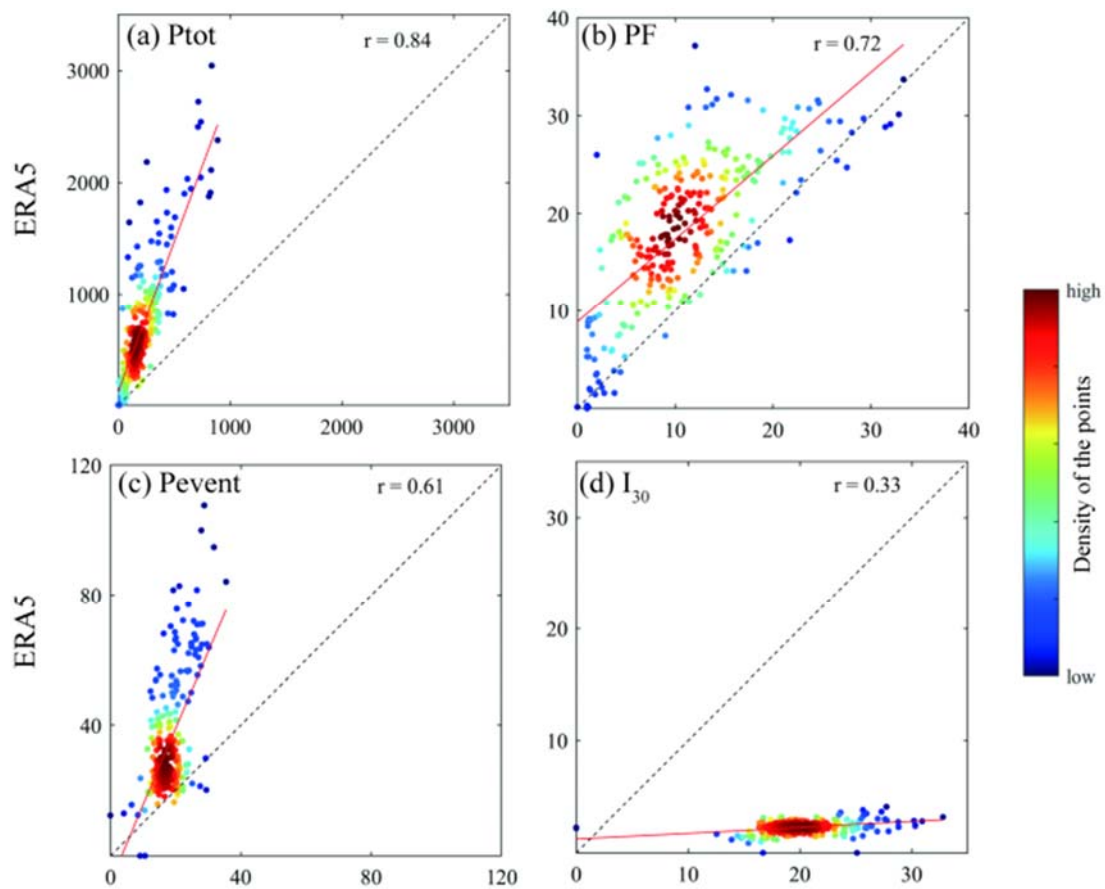 (a) Ptot
r = 0.84
ERA5
3000
2000
1000
0
1000
2000
3000
(b) PF
r = 0.72
40
30
20
10
0
10
20
30
40
(c) Pevent
r = 0.61
ERA5
120
80
40
0
40
80
120
(d) I₃₀
r = 0.33
30
20
10
0
10
20
30
high
Density of the points
low